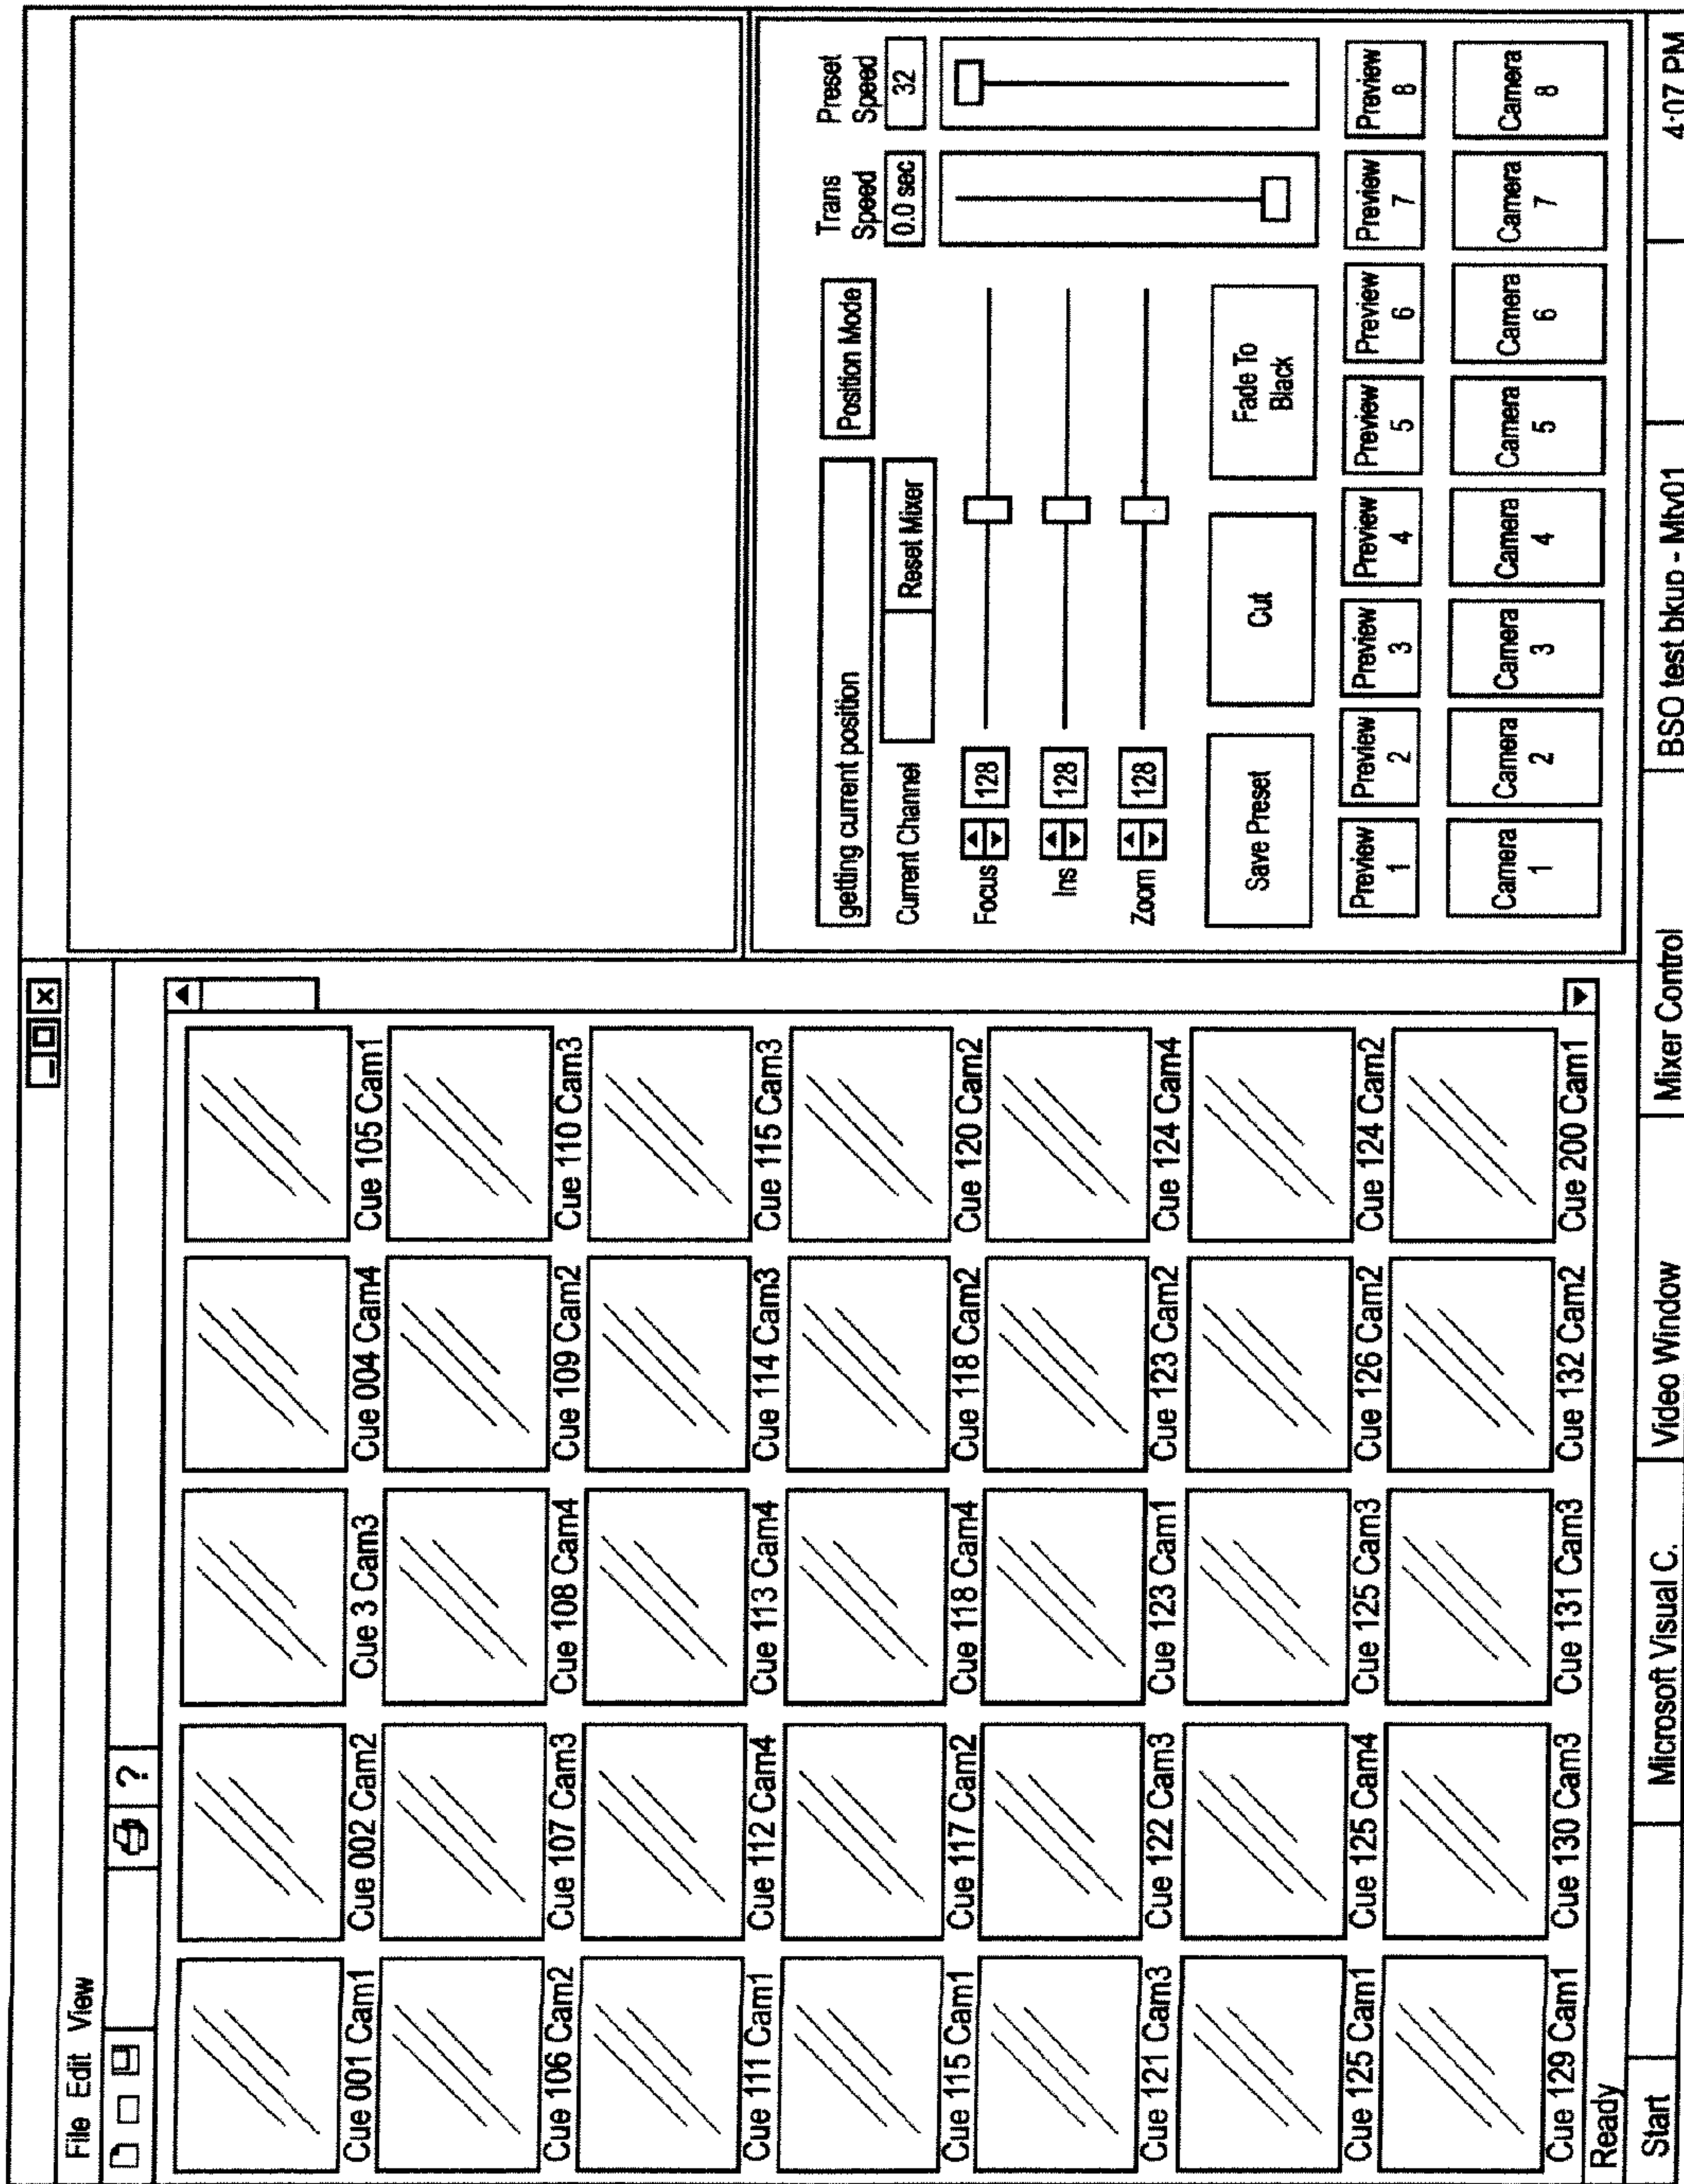 File Edit View
?
Cue 001 Cam1 Cue 002 Cam2 Cue 3 Cam3 Cue 004 Cam4 Cue 105 Cam1
Cue 106 Cam2 Cue 107 Cam3 Cue 108 Cam4 Cue 109 Cam2 Cue 110 Cam3
Cue 111 Cam1 Cue 112 Cam4 Cue 113 Cam4 Cue 114 Cam3 Cue 115 Cam3
Cue 115 Cam1 Cue 117 Cam2 Cue 118 Cam4 Cue 118 Cam2 Cue 120 Cam2
Cue 121 Cam3 Cue 122 Cam3 Cue 123 Cam1 Cue 123 Cam2 Cue 124 Cam4
Cue 125 Cam1 Cue 125 Cam4 Cue 125 Cam3 Cue 126 Cam2 Cue 124 Cam2
Cue 129 Cam1 Cue 130 Cam3 Cue 131 Cam3 Cue 132 Cam2 Cue 200 Cam1
Ready
getting current position
Position Mode
Trans Speed
0.0 sec
Preset Speed
32
Current Channel
Reset Mixer
Focus 128
Ins 128
Zoom 128
Save Preset
Cut
Fade To
Black
Preview 1 Preview 2 Preview 3 Preview 4 Preview 5 Preview 6 Preview 7 Preview 8
Camera 1 Camera 2 Camera 3 Camera 4 Camera 5 Camera 6 Camera 7 Camera 8
Start Microsoft Visual C. Video Window Mixer Control BSO test bkup - Mtv01 4:07 PM